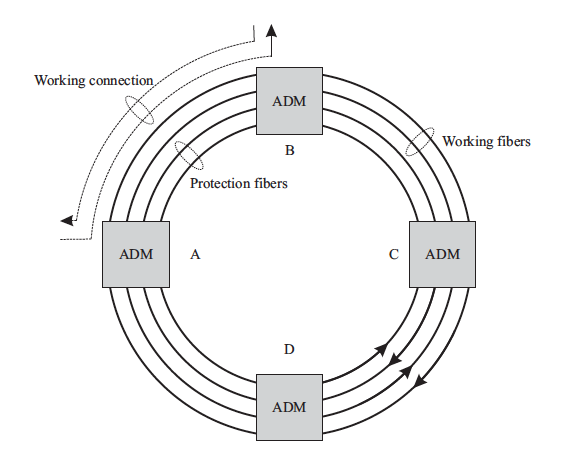 Working connection
ADM
B
Working fibers
Protection fibers
ADM
A
C
ADM
D
ADM